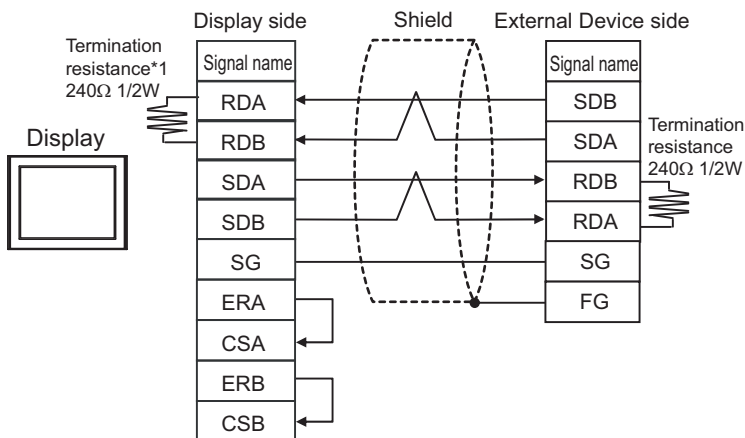 Display side
Shield
External Device side
Termination
resistance*1
240Ω 1/2W
Display
Signal name
RDA
RDB
SDA
SDB
SG
ERA
CSA
ERB
CSB
Signal name
SDB
SDA
RDB
RDA
SG
FG
Termination
resistance
240Ω 1/2W